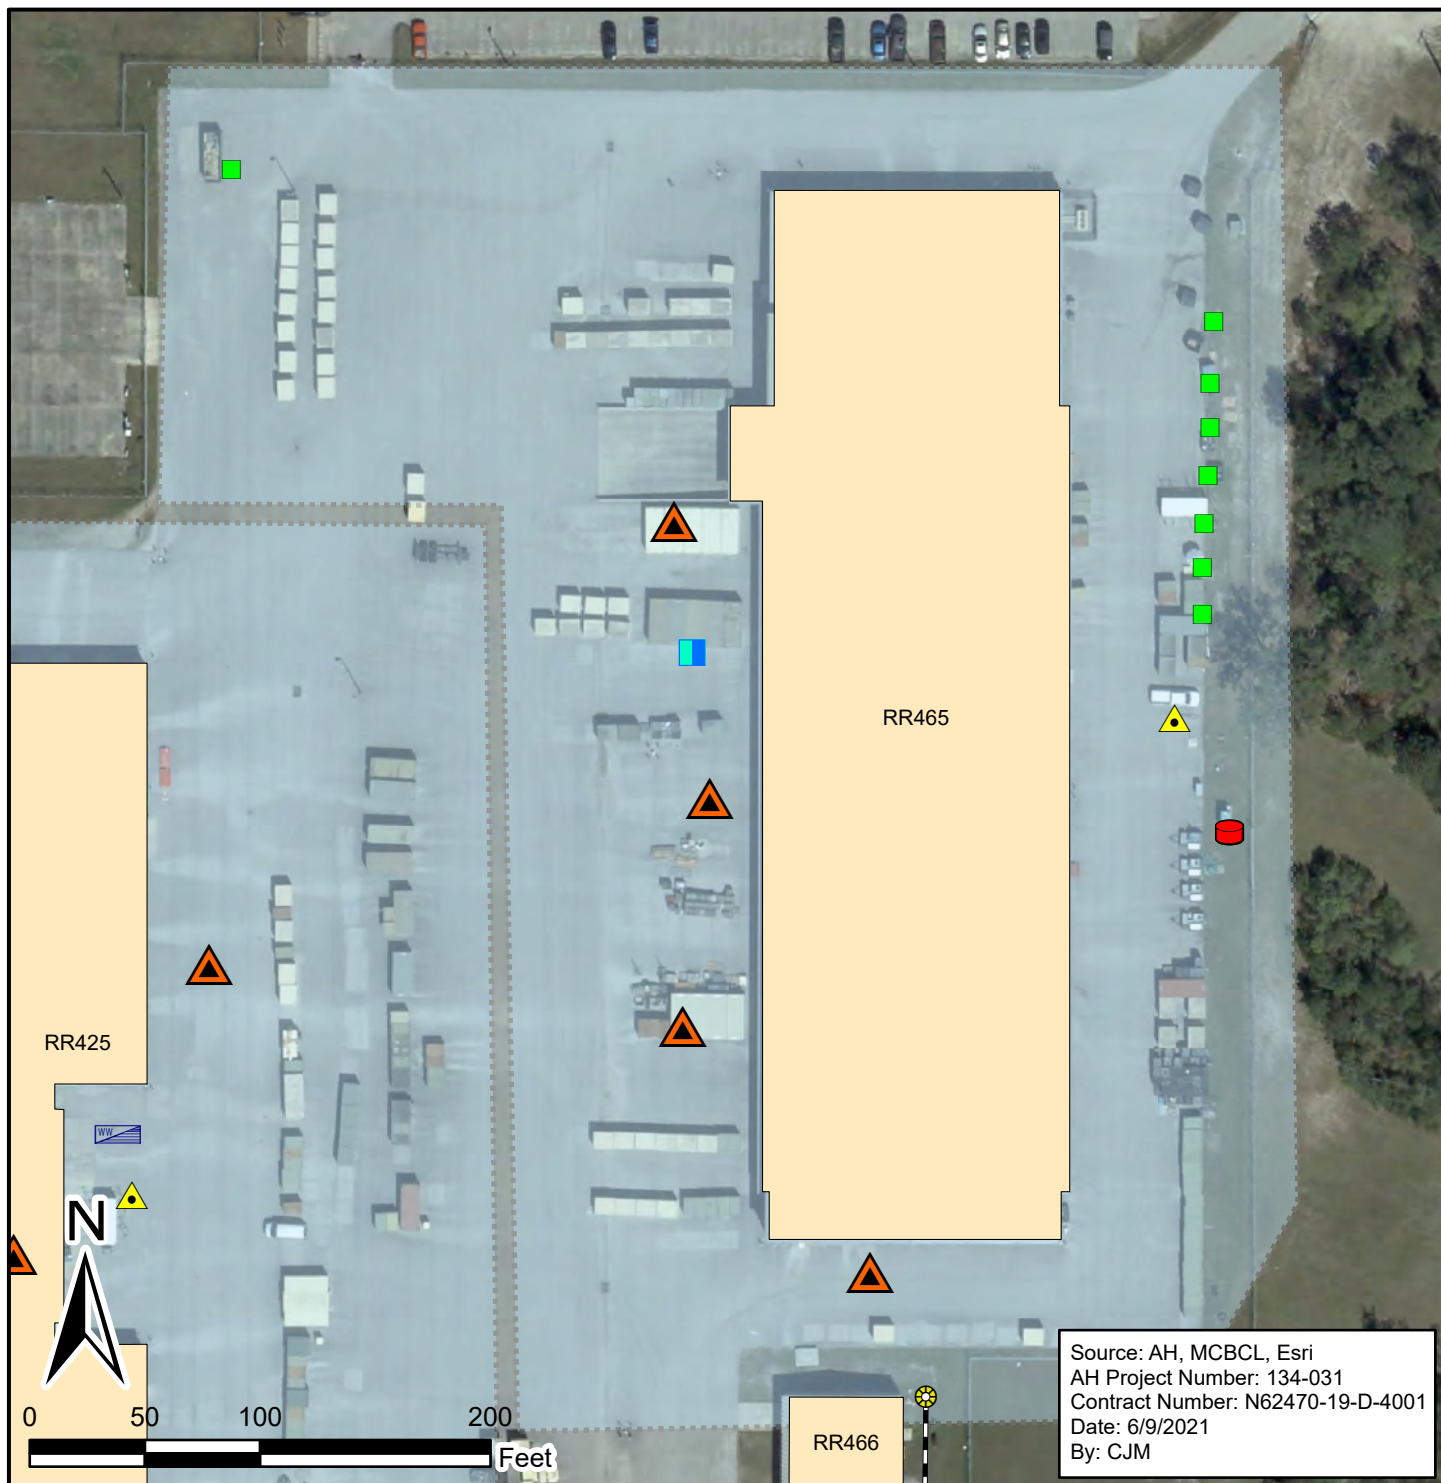 RR465
RR425
WW
N
0 50 100 200
Feet
RR466
Source: AH, MCBCL, Esri
AH Project Number: 134-031
Contract Number: N62470-19-D-4001
Date: 6/9/2021
By: CJM